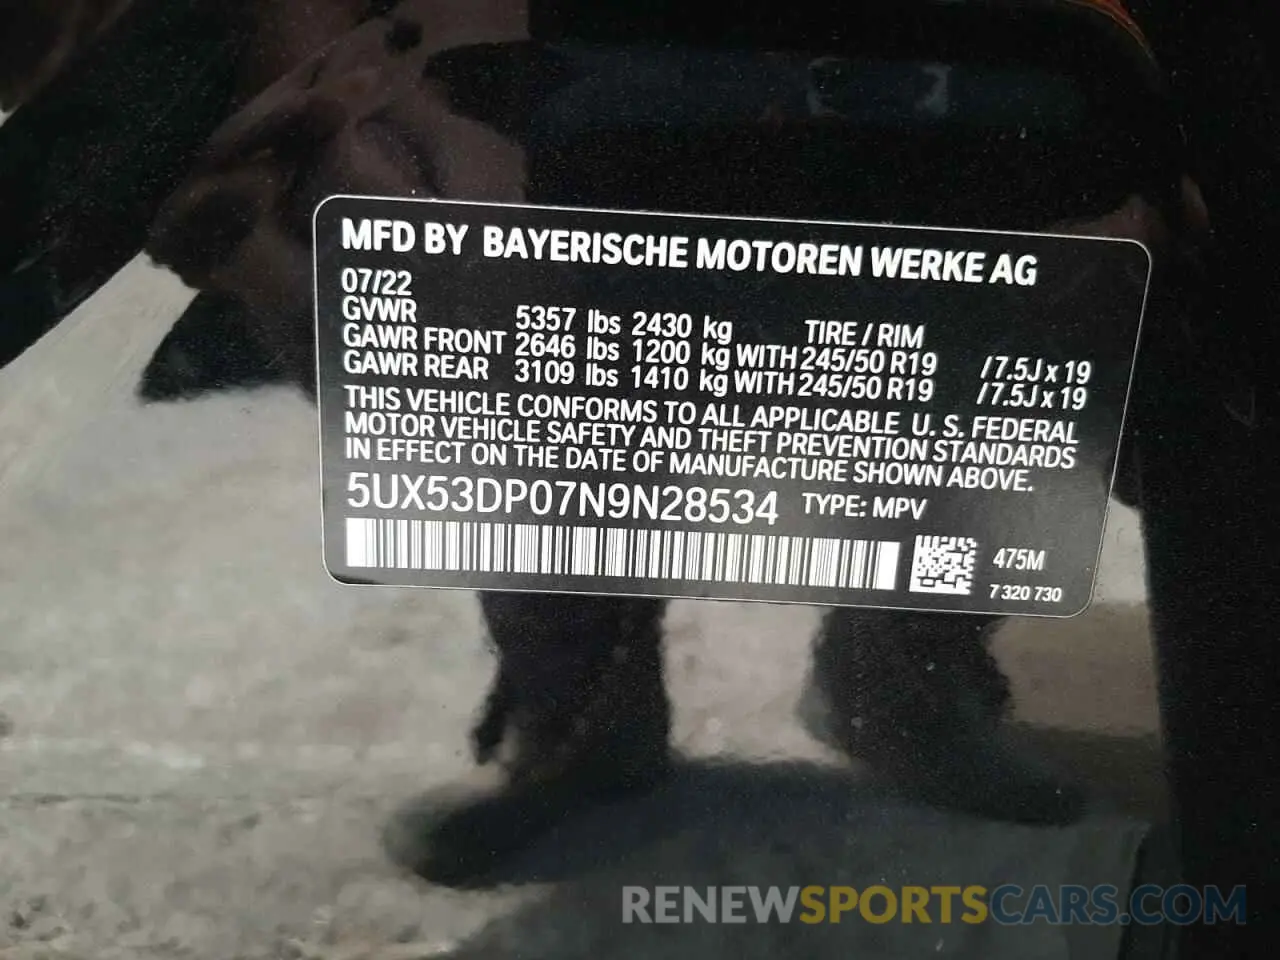 MFD BY BAYERISCHE MOTOREN WERKE AG
07/22
GVWR 5357 lbs 2430 kg TIRE / RIM
GAWR FRONT 2646 lbs 1200 kg WITH 245/50 R19 / 7.5J x 19
GAWR REAR 3109 lbs 1410 kg WITH 245/50 R19 / 7.5J x 19
THIS VEHICLE CONFORMS TO ALL APPLICABLE U. S. FEDERAL
MOTOR VEHICLE SAFETY AND THEFT PREVENTION STANDARDS
IN EFFECT ON THE DATE OF MANUFACTURE SHOWN ABOVE.
5UX53DP07N9N28534 TYPE: MPV
475M
7 320 730
RENEWSPORTSCARS.COM